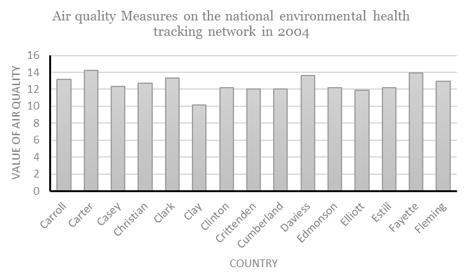 Air quality Measures on the national environmental health
tracking network in 2004
VALUE OF AIR QUALITY
16
14
12
10
8
6
4
2
0
Carroll
Carter
Casey
Christian
Clark
Clay
Clinton
Crittenden
Cumberland
Daviess
Edmonson
Elliott
Estill
Fayette
Fleming
COUNTRY